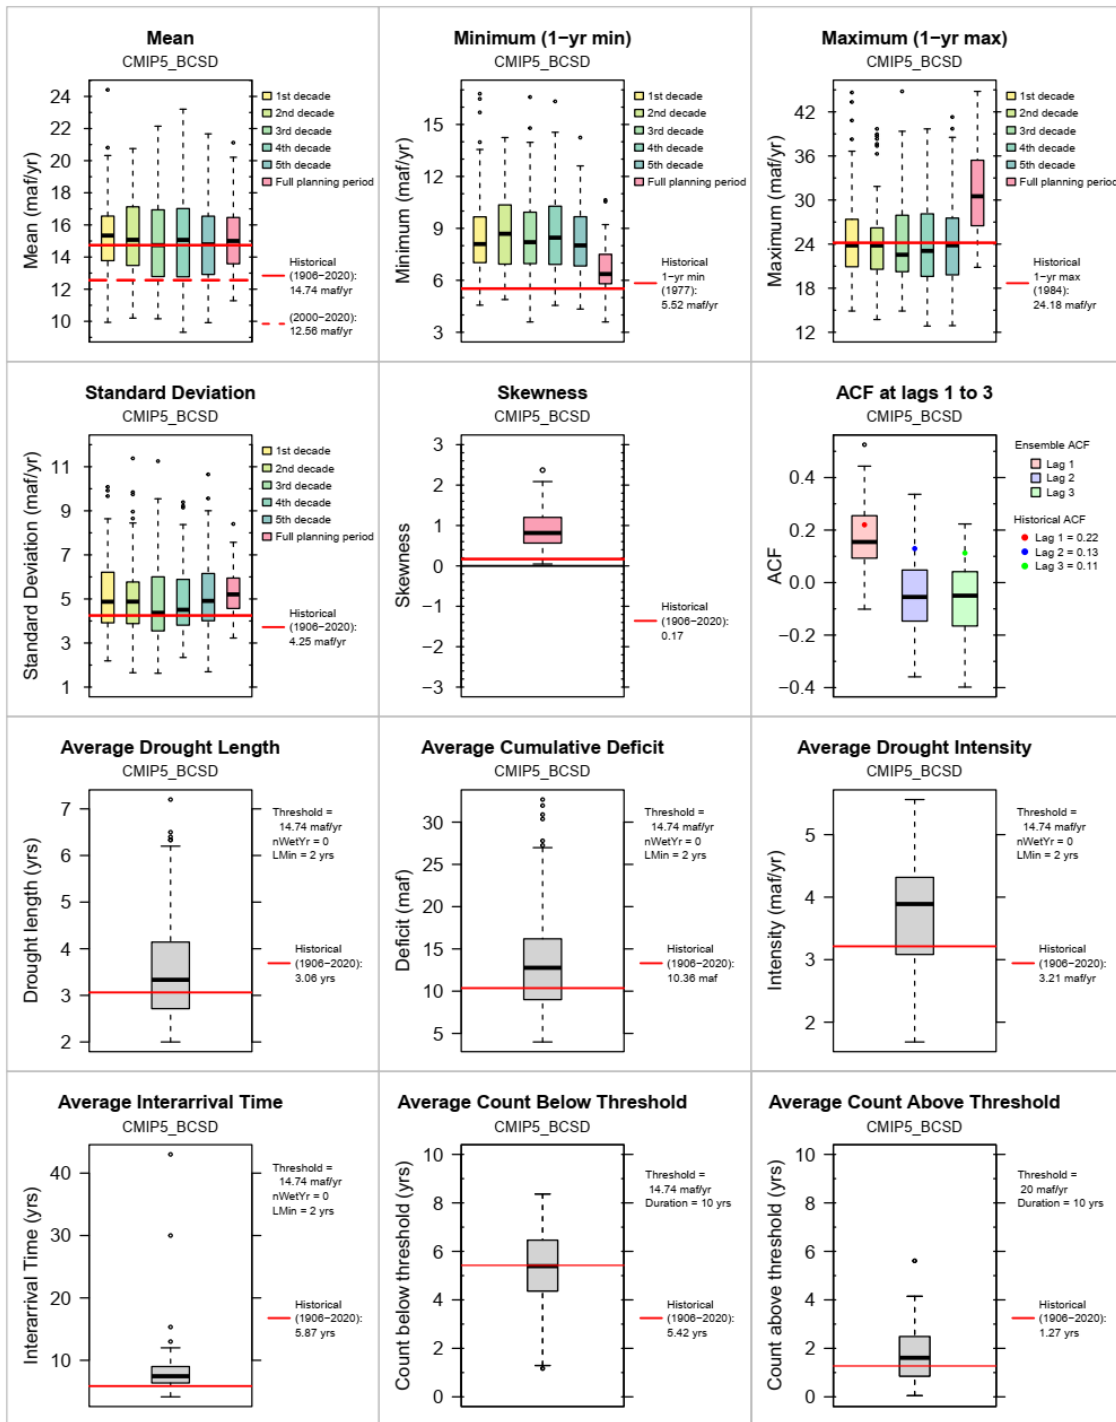 Mean
CMIP5_BCSD
Mean (maf/yr)
24
22
20
18
16
14
12
10
1st decade
2nd decade
3rd decade
4th decade
5th decade
Full planning period
Historical
(1906−2020):
14.74 maf/yr
(2000−2020):
12.56 maf/yr
Minimum (1−yr min)
CMIP5_BCSD
Minimum (maf/yr)
15
12
9
6
3
1st decade
2nd decade
3rd decade
4th decade
5th decade
Full planning period
Historical
1−yr min
(1977):
5.52 maf/yr
Maximum (1−yr max)
CMIP5_BCSD
Maximum (maf/yr)
42
36
30
24
18
12
1st decade
2nd decade
3rd decade
4th decade
5th decade
Full planning period
Historical
1−yr max
(1984):
24.18 maf/yr
Standard Deviation
CMIP5_BCSD
Standard Deviation (maf/yr)
11
9
7
5
3
1
1st decade
2nd decade
3rd decade
4th decade
5th decade
Full planning period
Historical
(1906−2020):
4.25 maf/yr
Skewness
CMIP5_BCSD
Skewness
3
2
1
0
−1
−2
−3
Historical
(1906−2020):
0.17
ACF at lags 1 to 3
CMIP5_BCSD
ACF
0.4
0.2
0.0
−0.2
−0.4
Ensemble ACF
Lag 1
Lag 2
Lag 3
Historical ACF
Lag 1 = 0.22
Lag 2 = 0.13
Lag 3 = 0.11
Average Drought Length
CMIP5_BCSD
Drought length (yrs)
7
6
5
4
3
2
Threshold =
14.74 maf/yr
nWetYr = 0
LMin = 2 yrs
Historical
(1906−2020):
3.06 yrs
Average Cumulative Deficit
CMIP5_BCSD
Deficit (maf)
30
25
20
15
10
5
Threshold =
14.74 maf/yr
nWetYr = 0
LMin = 2 yrs
Historical
(1906−2020):
10.36 maf
Average Drought Intensity
CMIP5_BCSD
Intensity (maf/yr)
5
4
3
2
Threshold =
14.74 maf/yr
nWetYr = 0
LMin = 2 yrs
Historical
(1906−2020):
3.21 maf/yr
Average Interarrival Time
CMIP5_BCSD
Interarrival Time (yrs)
40
30
20
10
Threshold =
14.74 maf/yr
nWetYr = 0
LMin = 2 yrs
Historical
(1906−2020):
5.87 yrs
Average Count Below Threshold
CMIP5_BCSD
Count below threshold (yrs)
10
8
6
4
2
0
Threshold =
14.74 maf/yr
Duration = 10 yrs
Historical
(1906−2020):
5.42 yrs
Average Count Above Threshold
CMIP5_BCSD
Count above threshold (yrs)
10
8
6
4
2
0
Threshold =
20 maf/yr
Duration = 10 yrs
Historical
(1906−2020):
1.27 yrs